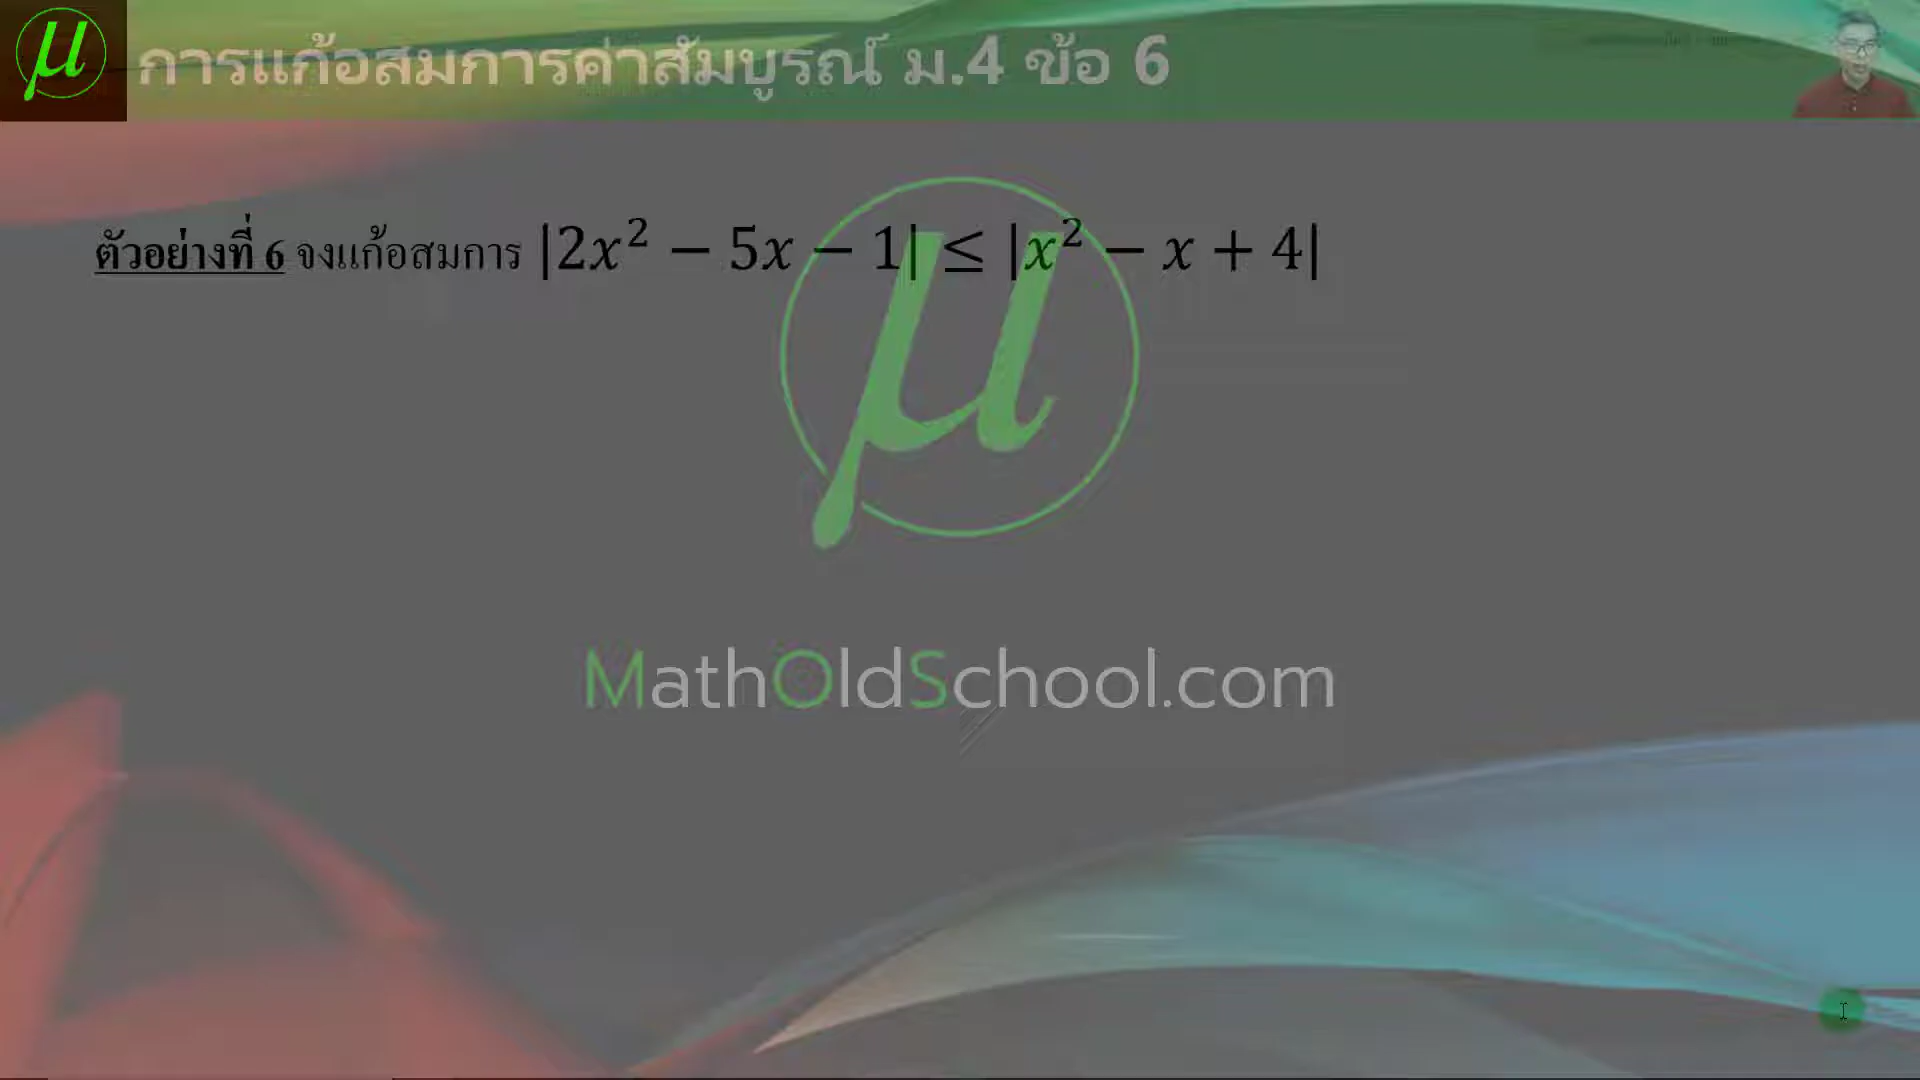 μ
การแก้อสมการค่าสัมบูรณ์ ม.4 ข้อ 6
ตัวอย่างที่ 6 จงแก้อสมการ |2x² − 5x − 1| ≤ |x² − x + 4|
μ
MathOldSchool.com